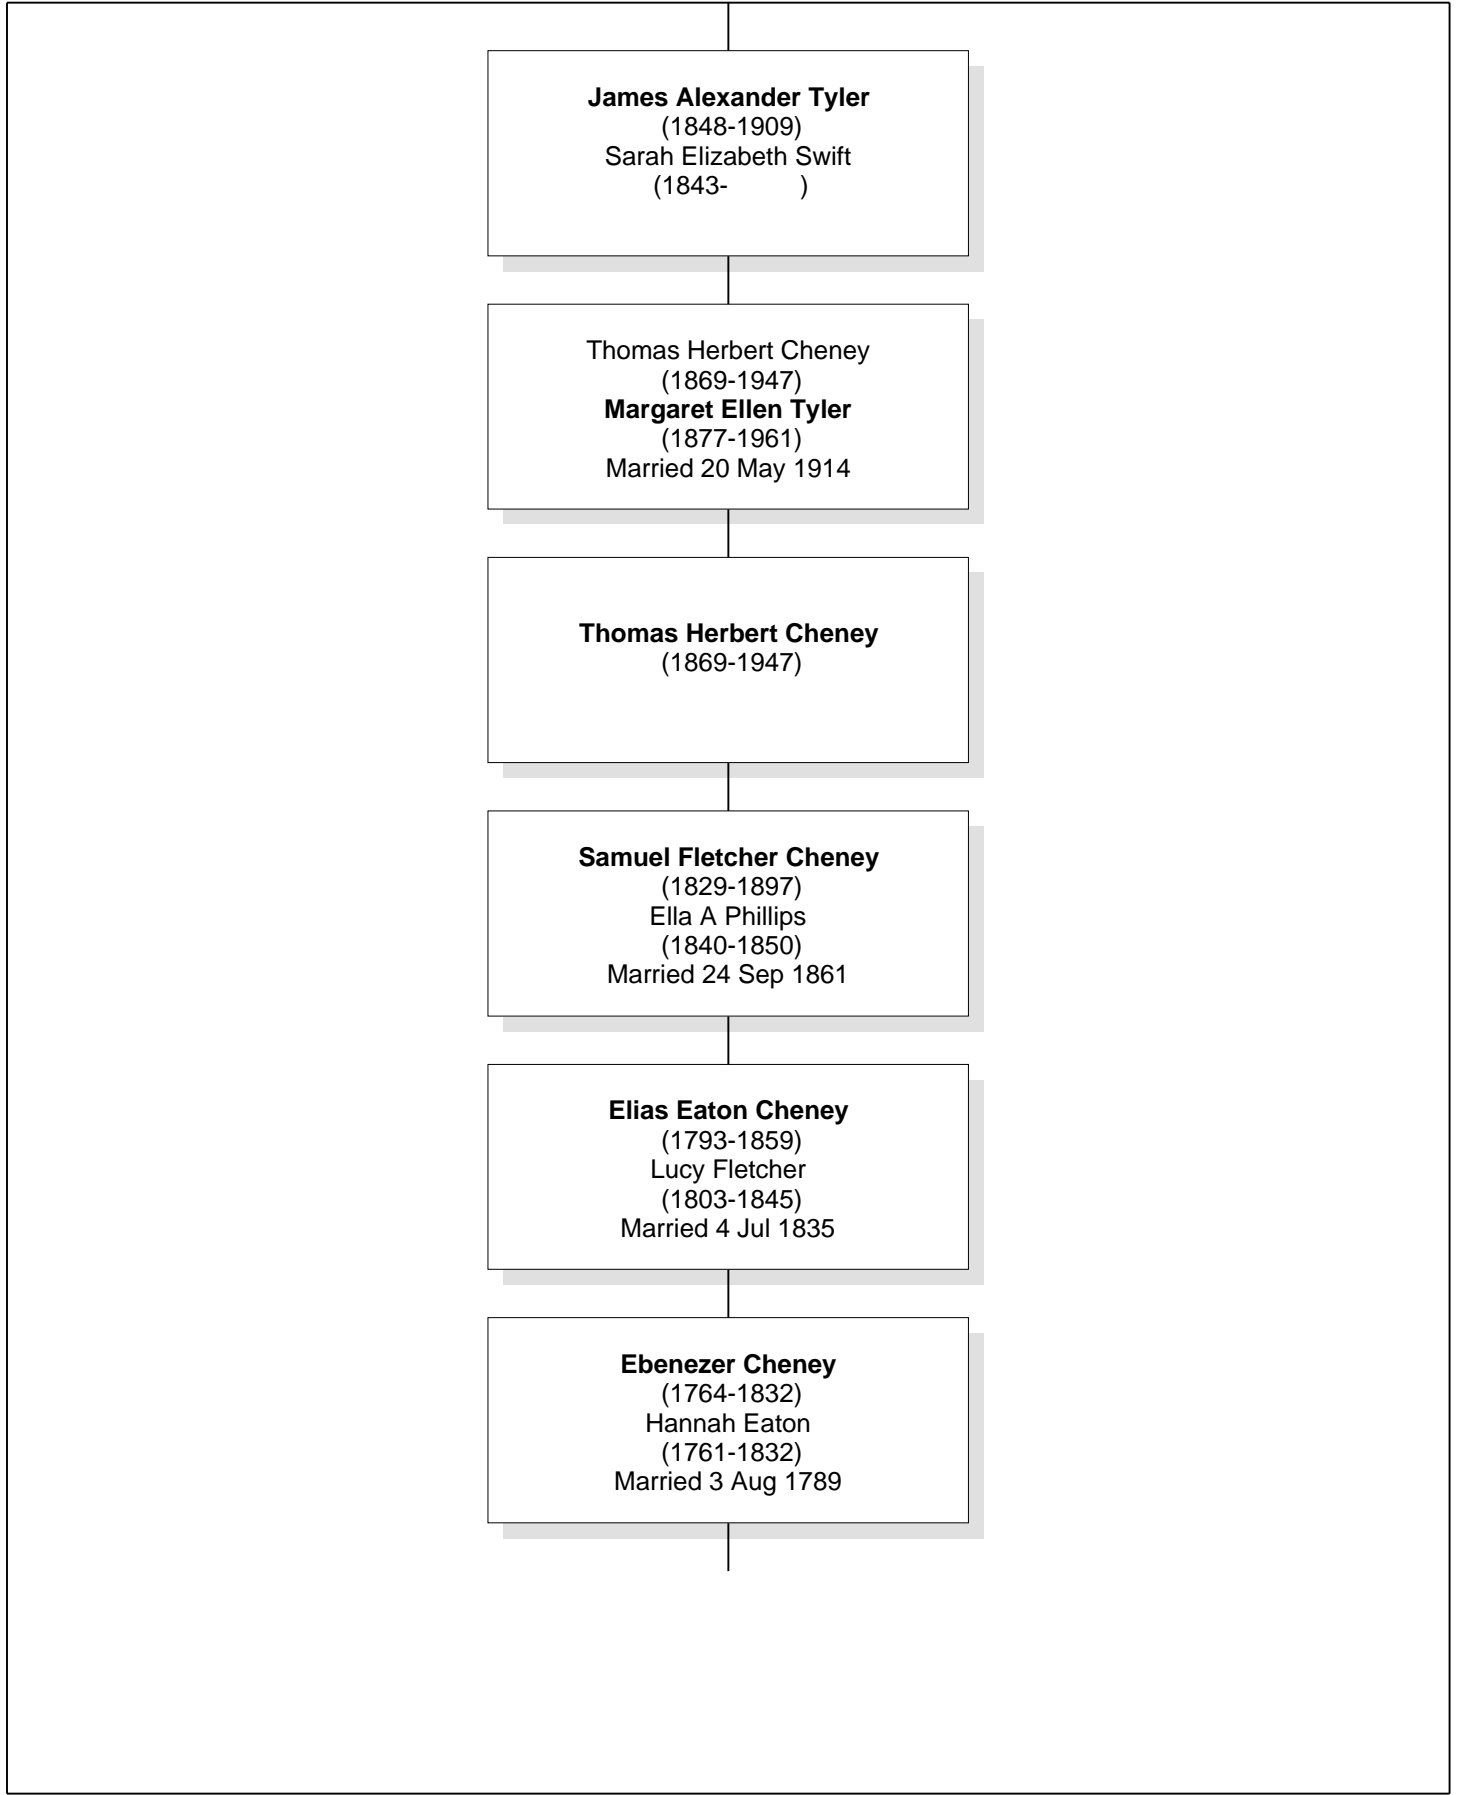 James Alexander Tyler
(1848-1909)
Sarah Elizabeth Swift
(1843-          )
Thomas Herbert Cheney
(1869-1947)
Margaret Ellen Tyler
(1877-1961)
Married 20 May 1914
Thomas Herbert Cheney
(1869-1947)
Samuel Fletcher Cheney
(1829-1897)
Ella A Phillips
(1840-1850)
Married 24 Sep 1861
Elias Eaton Cheney
(1793-1859)
Lucy Fletcher
(1803-1845)
Married 4 Jul 1835
Ebenezer Cheney
(1764-1832)
Hannah Eaton
(1761-1832)
Married 3 Aug 1789